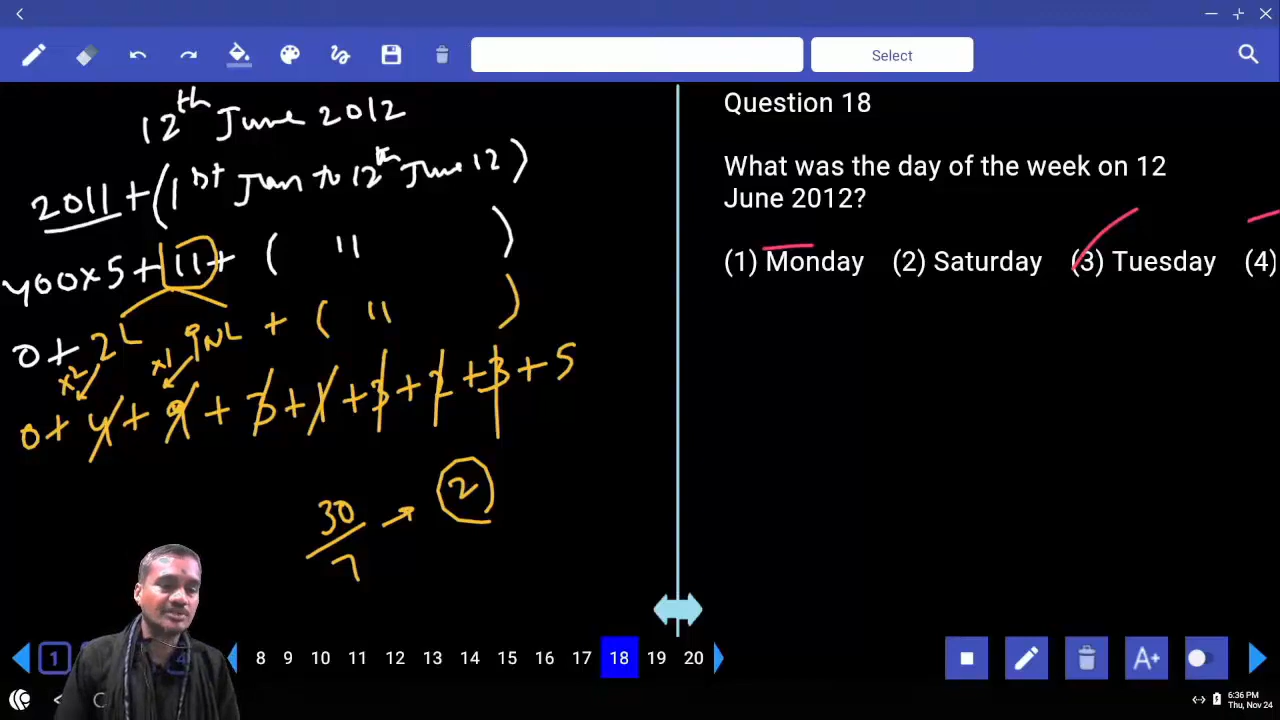 Select
12th June 2012
2011 + (1st Jan to 12th June 12)
400 x 5 + 11 + ( " )
0 + 2L 9NL + ( " )
x2 x1
0 + 4 + 9 + 3 + 1 + 3 + 2 + 3 + 5
30
7
2
Question 18
What was the day of the week on 12
June 2012?
(1) Monday (2) Saturday (3) Tuesday (4)
1 4 8 9 10 11 12 13 14 15 16 17 18 19 20
A+
6:36 PM
Thu, Nov 24